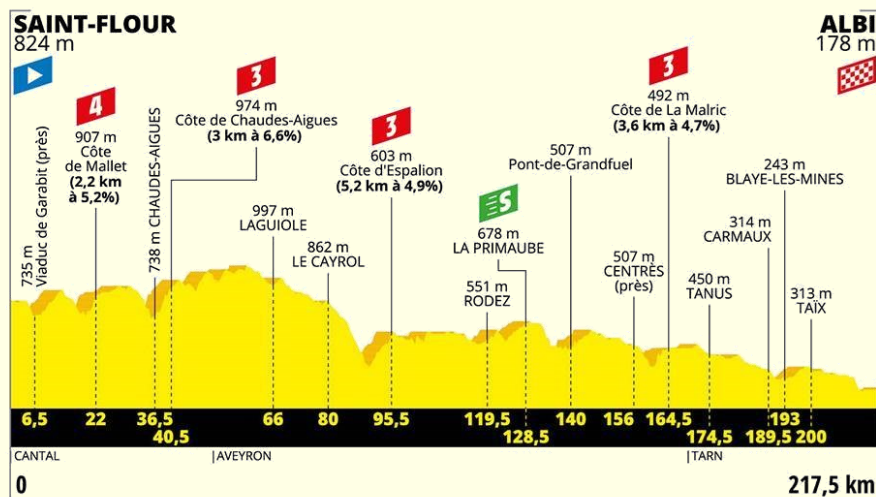 SAINT-FLOUR
824 m
ALBI
178 m
735 m
Viaduc de Garabit (près)
4
907 m
Côte
de Mallet
(2,2 km
à 5,2%)
738 m CHAUDES-AIGUES
3
974 m
Côte de Chaudes-Aigues
(3 km à 6,6%)
997 m
LAGUIOLE
862 m
LE CAYROL
3
603 m
Côte d'Espalion
(5,2 km à 4,9%)
551 m
RODEZ
S
678 m
LA PRIMAUBE
507 m
Pont-de-Grandfuel
507 m
CENTRÈS
(près)
3
492 m
Côte de La Malric
(3,6 km à 4,7%)
450 m
TANUS
314 m
CARMAUX
243 m
BLAYE-LES-MINES
313 m
TAÏX
6,5 22 36,5 66 80 95,5 119,5 140 156 164,5 193
40,5 128,5 174,5 189,5 200
CANTAL AVEYRON TARN
0 217,5 km